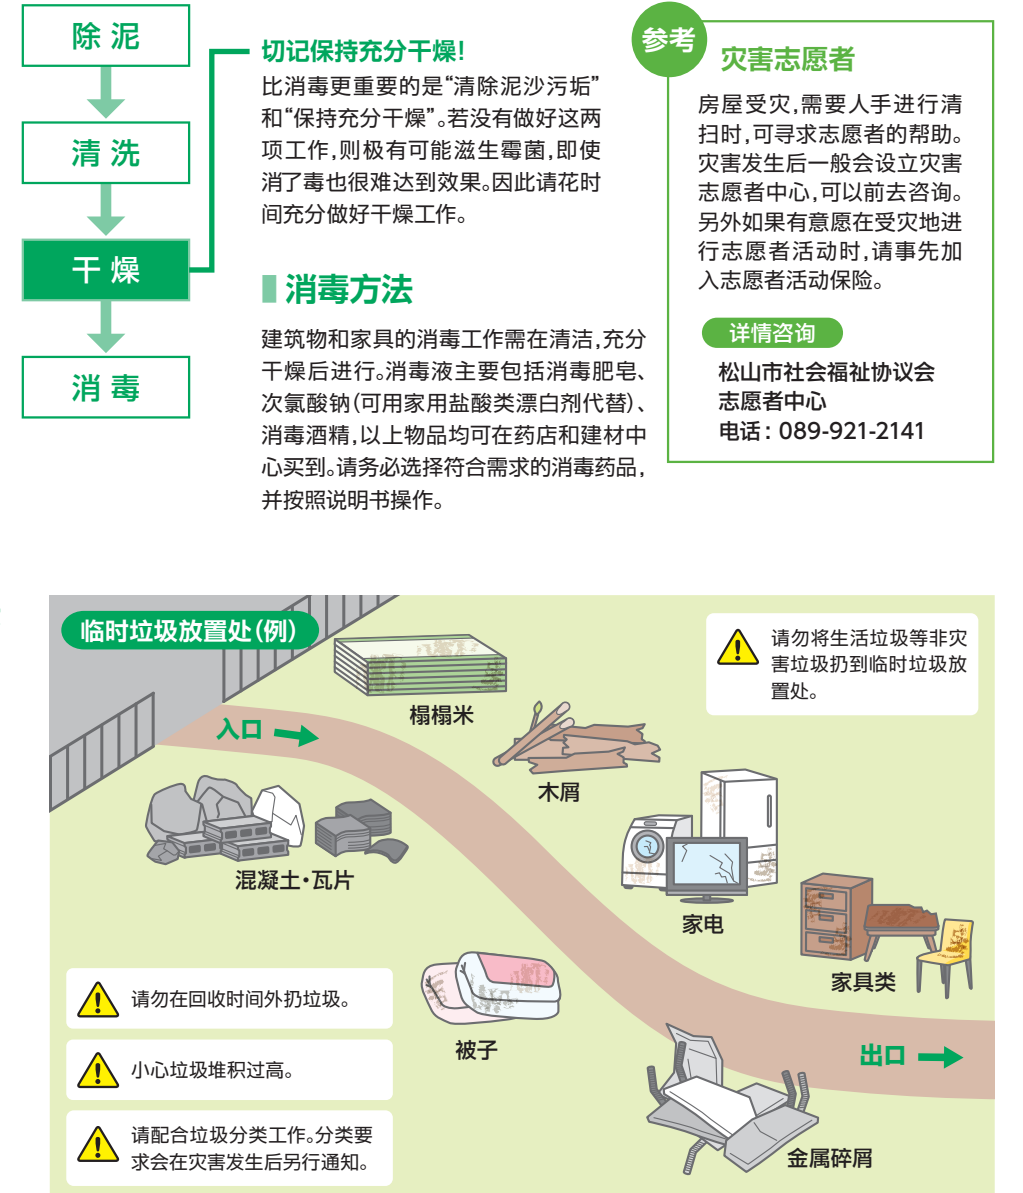 除泥
清洗
干燥
消毒
切记保持充分干燥!
比消毒更重要的是“清除泥沙污垢”
和“保持充分干燥”。若没有做好这两
项工作,则极有可能滋生霉菌,即使
消了毒也很难达到效果。因此请花时
间充分做好干燥工作。
消毒方法
建筑物和家具的消毒工作需在清洁,充分
干燥后进行。消毒液主要包括消毒肥皂、
次氯酸钠(可用家用盐酸类漂白剂代替)、
消毒酒精,以上物品均可在药店和建材中
心买到。请务必选择符合需求的消毒药品,
并按照说明书操作。
参考
灾害志愿者
房屋受灾,需要人手进行清
扫时,可寻求志愿者的帮助。
灾害发生后一般会设立灾害
志愿者中心,可以前去咨询。
另外如果有意愿在受灾地进
行志愿者活动时,请事先加
入志愿者活动保险。
详情咨询
松山市社会福祉协议会
志愿者中心
电话：089-921-2141
临时垃圾放置处(例)
请勿将生活垃圾等非灾
害垃圾扔到临时垃圾放
置处。
入口
榻榻米
木屑
混凝土·瓦片
家电
家具类
被子
出口
金属碎屑
请勿在回收时间外扔垃圾。
小心垃圾堆积过高。
请配合垃圾分类工作。分类要
求会在灾害发生后另行通知。